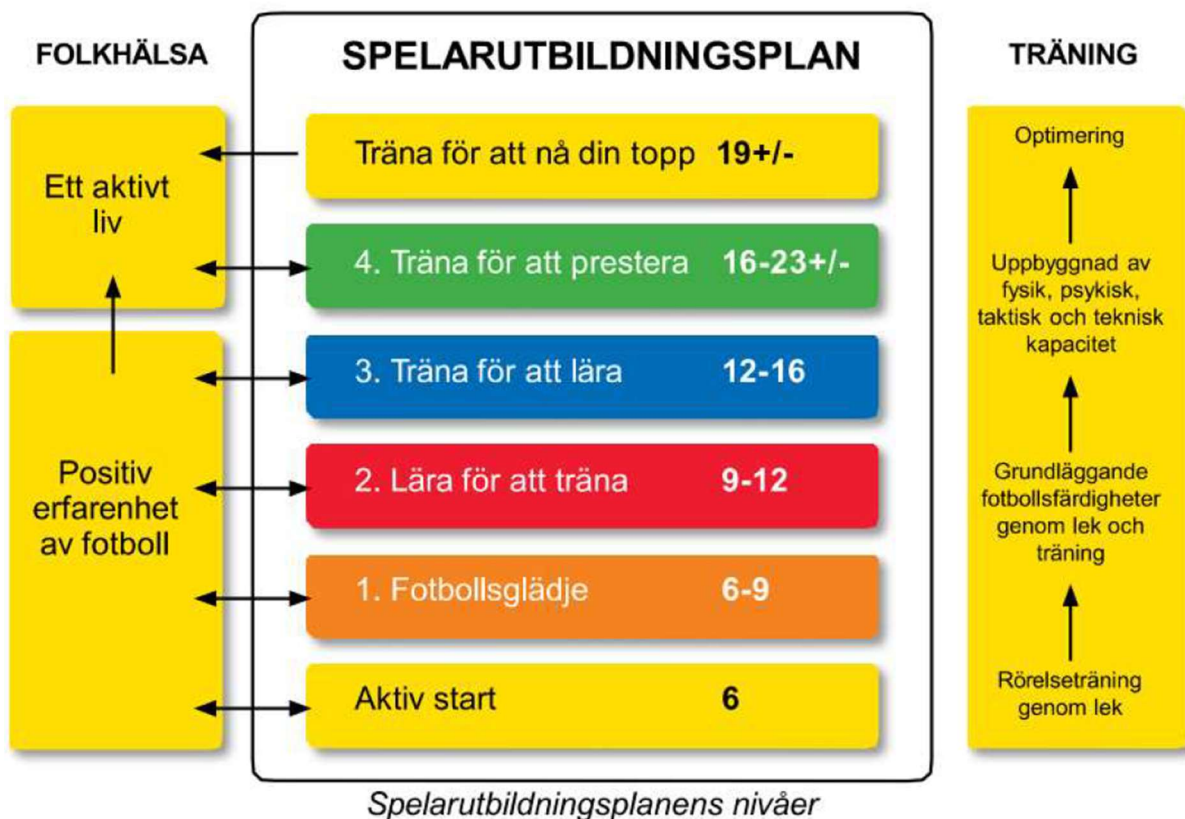 FOLKHÄLSA
Ett aktivt
liv
Positiv
erfarenhet
av fotboll
SPELARUTBILDNINGSPLAN
Träna för att nå din topp 19+/-
4. Träna för att prestera 16-23+/-
3. Träna för att lära 12-16
2. Lära för att träna 9-12
1. Fotbollsglädje 6-9
Aktiv start 6
TRÄNING
Optimering
Uppbyggnad av
fysik, psykisk,
taktisk och teknisk
kapacitet
Grundläggande
fotbollsfärdigheter
genom lek och
träning
Rörelseträning
genom lek
Spelarutbildningsplanens nivåer